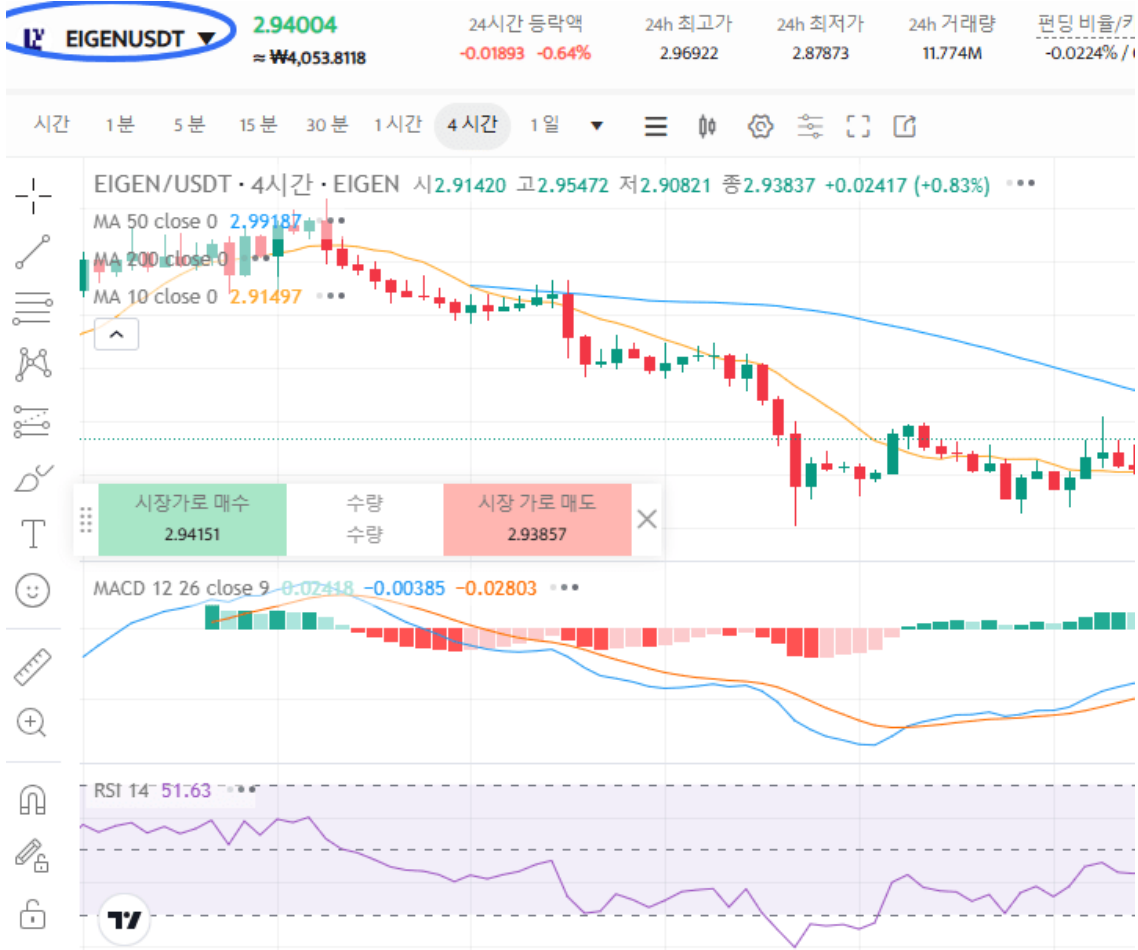 EIGENUSDT ▼
2.94004
≈ ₩4,053.8118
24시간 등락액
-0.01893 -0.64%
24h 최고가
2.96922
24h 최저가
2.87873
24h 거래량
11.774M
펀딩 비율/카
-0.0224% /
시간 1분 5분 15분 30분 1시간 4시간 1일 ▼
EIGEN/USDT · 4시간 · EIGEN 시2.91420 고2.95472 저2.90821 종2.93837 +0.02417 (+0.83%)
MA 50 close 0 2.99187
MA 200 close 0
MA 10 close 0 2.91497
시장가로 매수
2.94151
수량
수량
시장 가로 매도
2.93857
MACD 12 26 close 9 0.02418 −0.00385 −0.02803
RSI 14 51.63